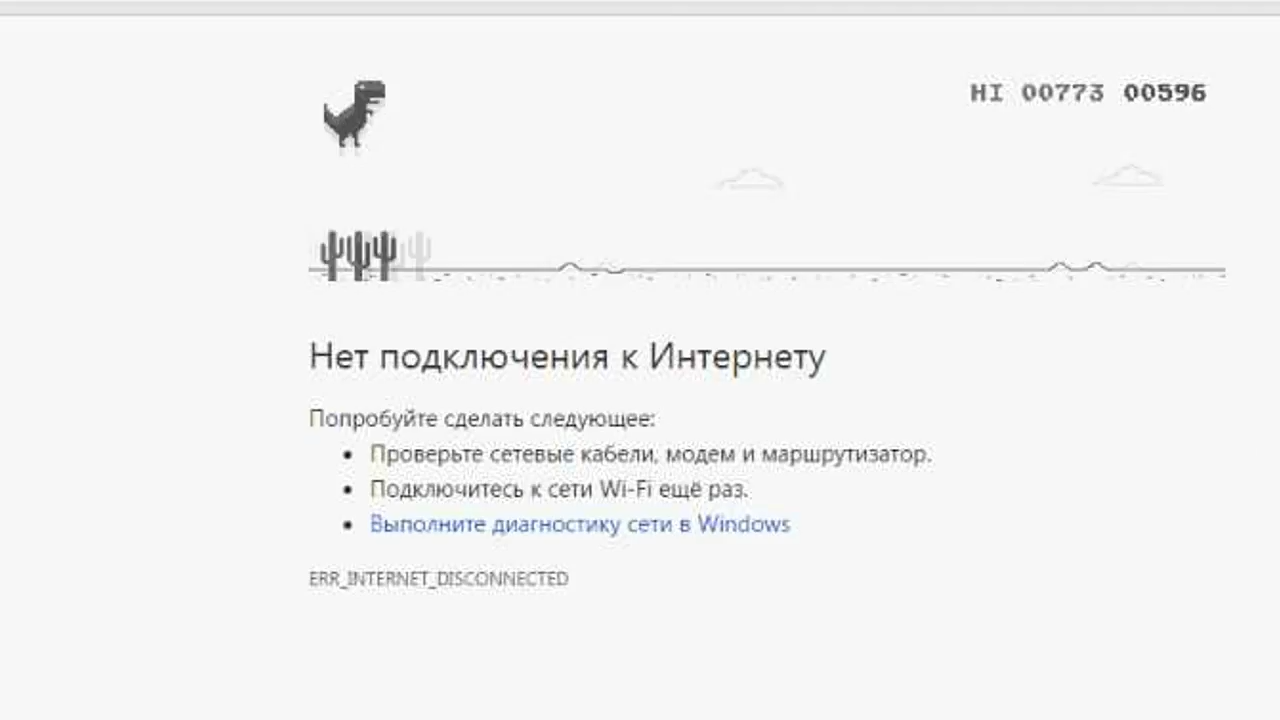 HI 00773 00596
Нет подключения к Интернету
Попробуйте сделать следующее:
Проверьте сетевые кабели, модем и маршрутизатор.
Подключитесь к сети Wi-Fi ещё раз.
Выполните диагностику сети в Windows
ERR_INTERNET_DISCONNECTED